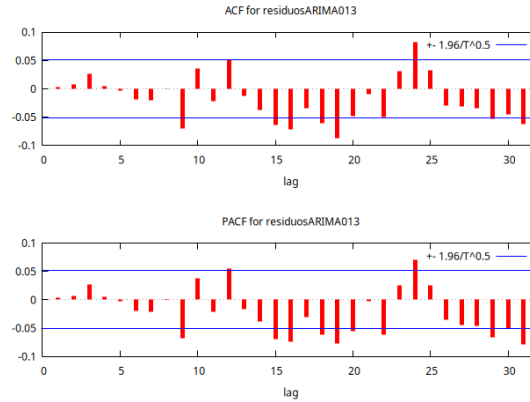 ACF for residuosARIMA013
+- 1.96/T^0.5
0.1
0.05
0
-0.05
-0.1
0 5 10 15 20 25 30
lag
PACF for residuosARIMA013
+- 1.96/T^0.5
0.1
0.05
0
-0.05
-0.1
0 5 10 15 20 25 30
lag